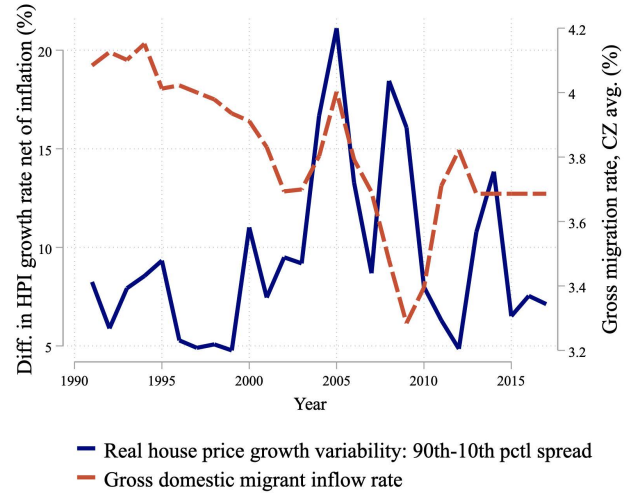 Diff. in HPI growth rate net of inflation (%)
20
15
10
5
4.2
4
3.8
3.6
3.4
3.2
Gross migration rate, CZ avg. (%)
1990 1995 2000 2005 2010 2015
Year
Real house price growth variability: 90th-10th pctl spread
Gross domestic migrant inflow rate